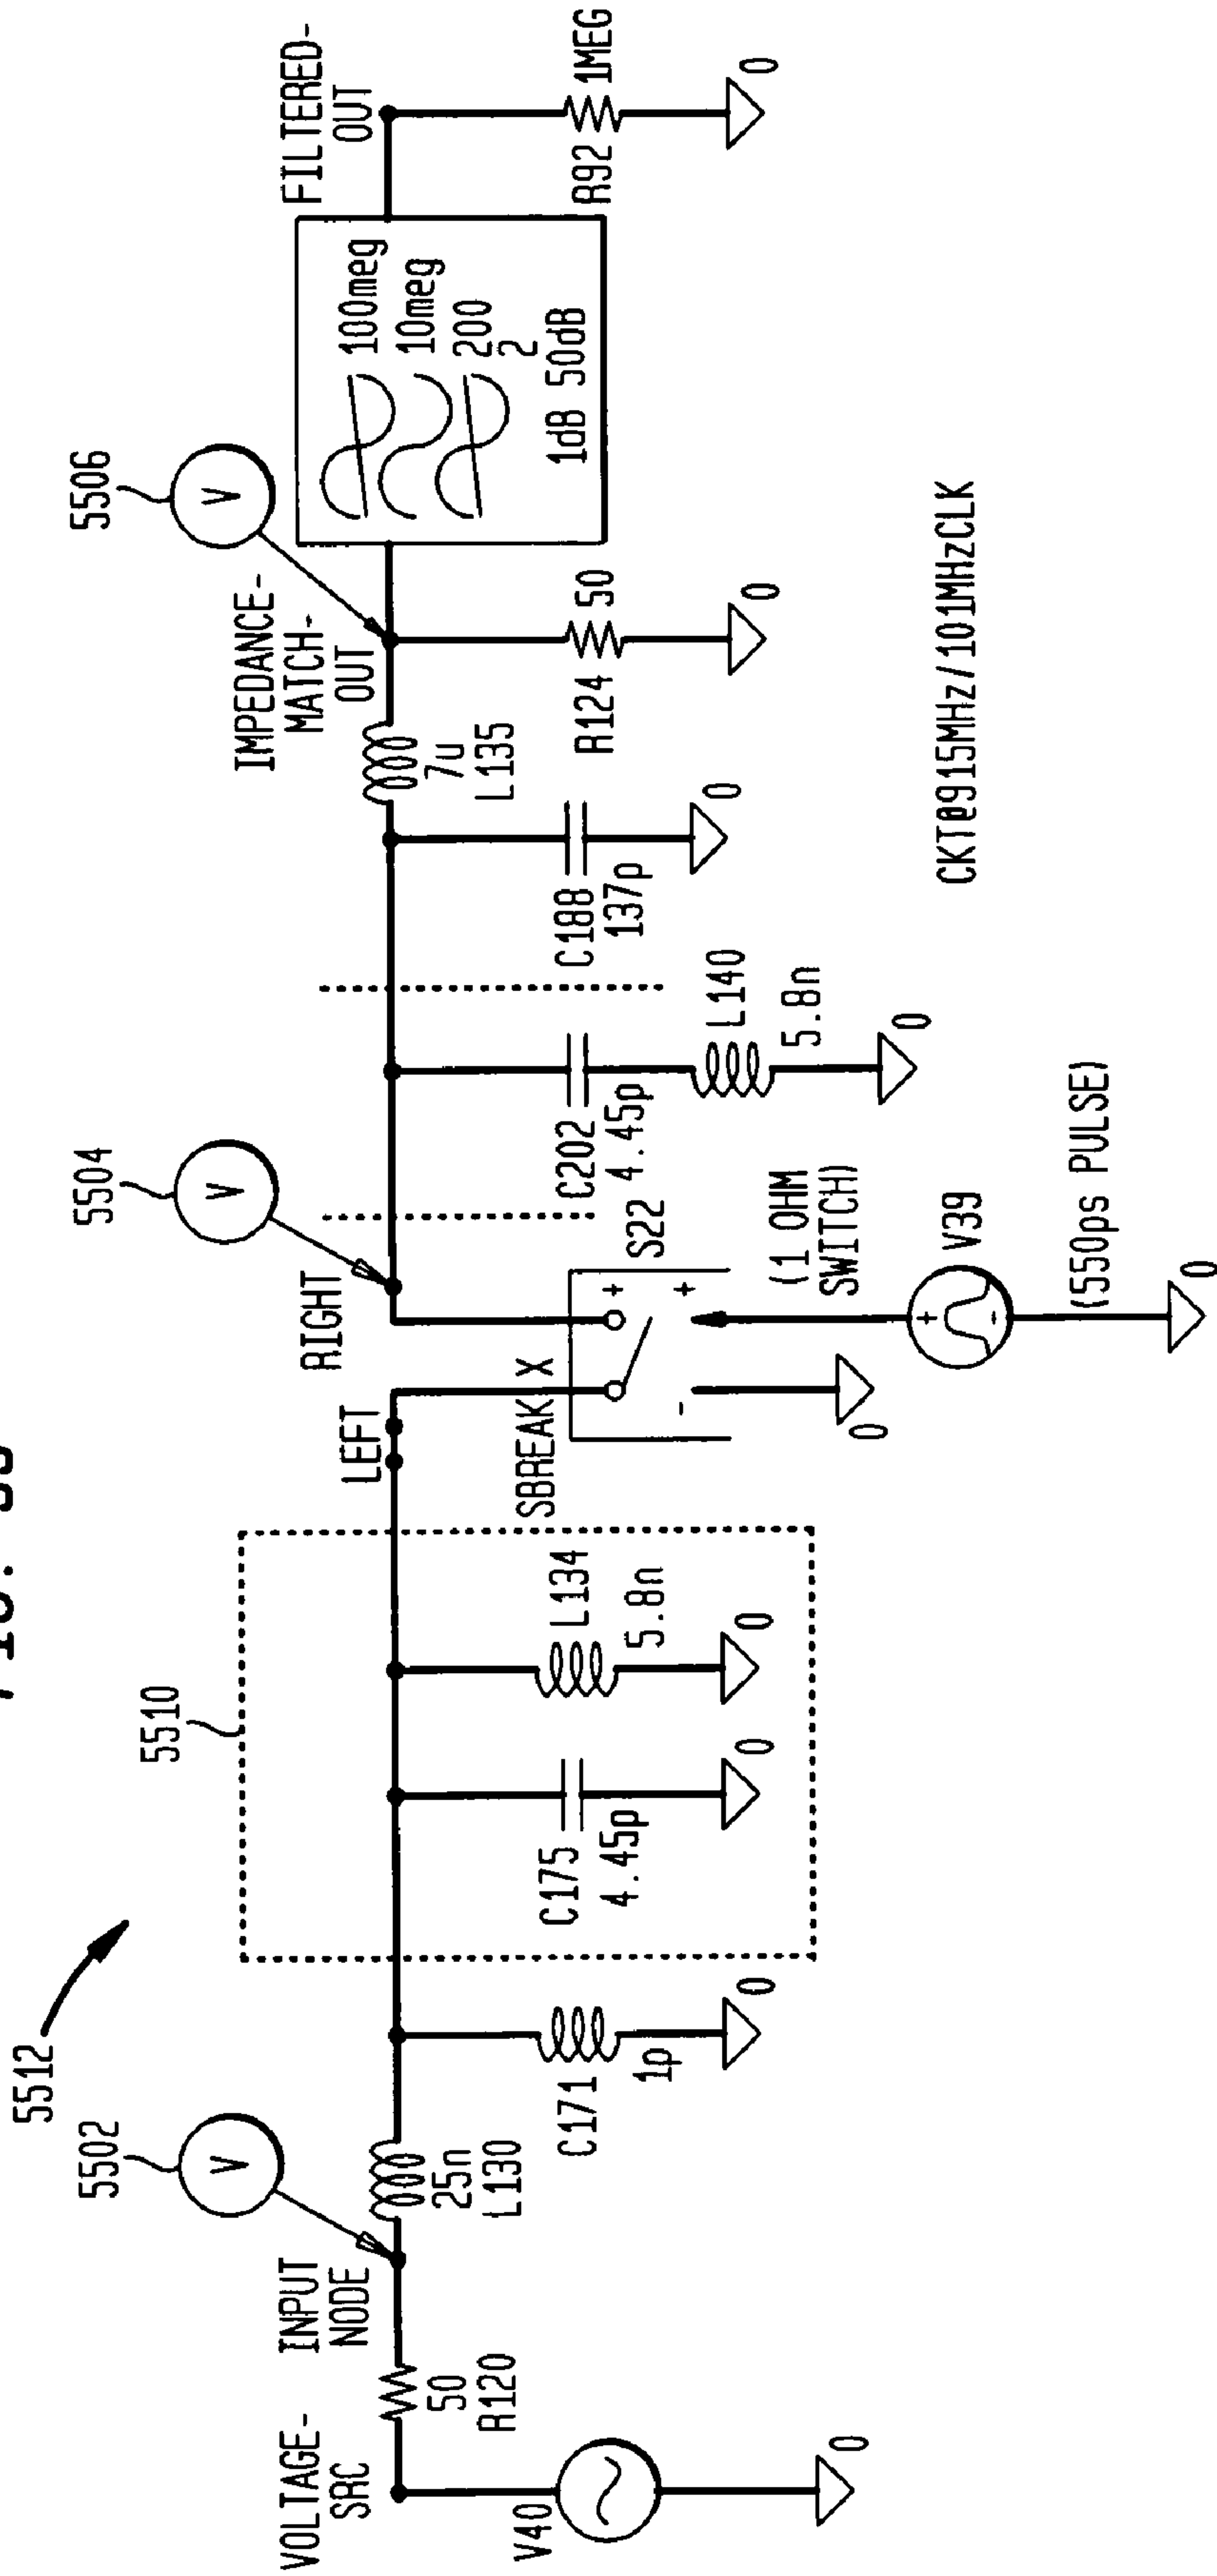 5512
5502
5510
5504
5506
VOLTAGE-
SRC
V40
0
50
R120
INPUT
NODE
V
25n
L130
C171
1p
0
C175
4.45p
0
L134
5.8n
0
LEFT
RIGHT
V
SBREAK X
S22
+
+
-
0
(1 OHM
SWITCH)
+
-
V39
(550ps PULSE)
0
C202
4.45p
L140
5.8n
0
C188
137p
0
7u
L135
IMPEDANCE-
MATCH-
OUT
V
R124
50
0
100meg
10meg
200
2
1dB 50dB
FILTERED-
OUT
R92
1MEG
0
CKT@915MHz/101MHzCLK